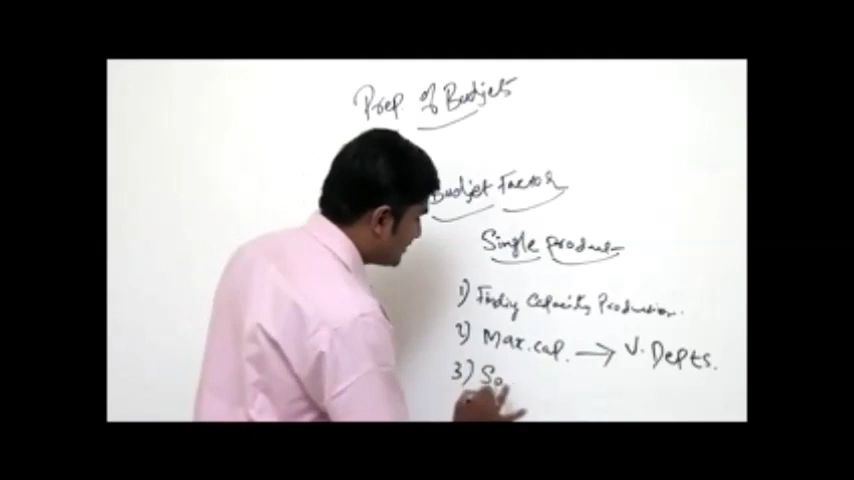 Prep of Budjets
Budjet Factor
Single product
1) Finding Capacity Production.
2) Max. cap. → V. Depts.
3) So